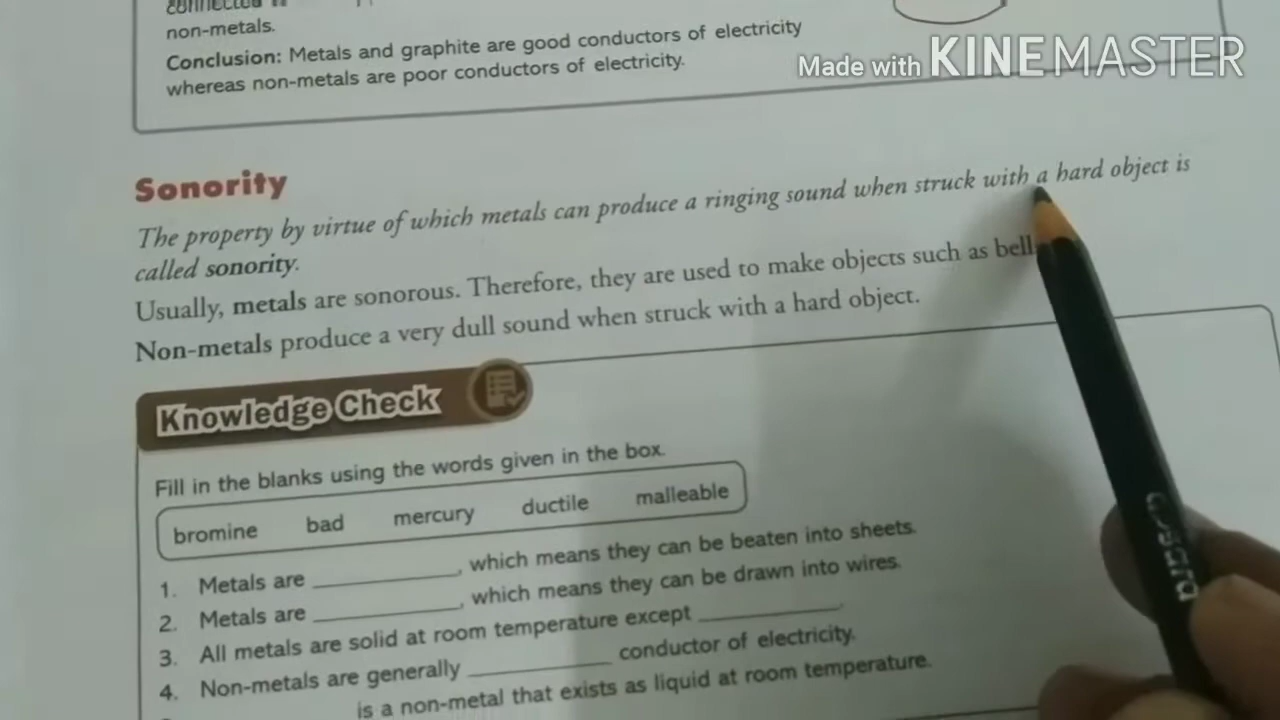 non-metals.
Conclusion: Metals and graphite are good conductors of electricity
whereas non-metals are poor conductors of electricity.
Made with KINEMASTER
Sonority
The property by virtue of which metals can produce a ringing sound when struck with a hard object is
called sonority.
Usually, metals are sonorous. Therefore, they are used to make objects such as bell
Non-metals produce a very dull sound when struck with a hard object.
Knowledge Check
Fill in the blanks using the words given in the box.
bromine bad mercury ductile malleable
1. Metals are ____________, which means they can be beaten into sheets.
2. Metals are ____________, which means they can be drawn into wires.
3. All metals are solid at room temperature except ____________.
4. Non-metals are generally ____________ conductor of electricity.
____________ is a non-metal that exists as liquid at room temperature.